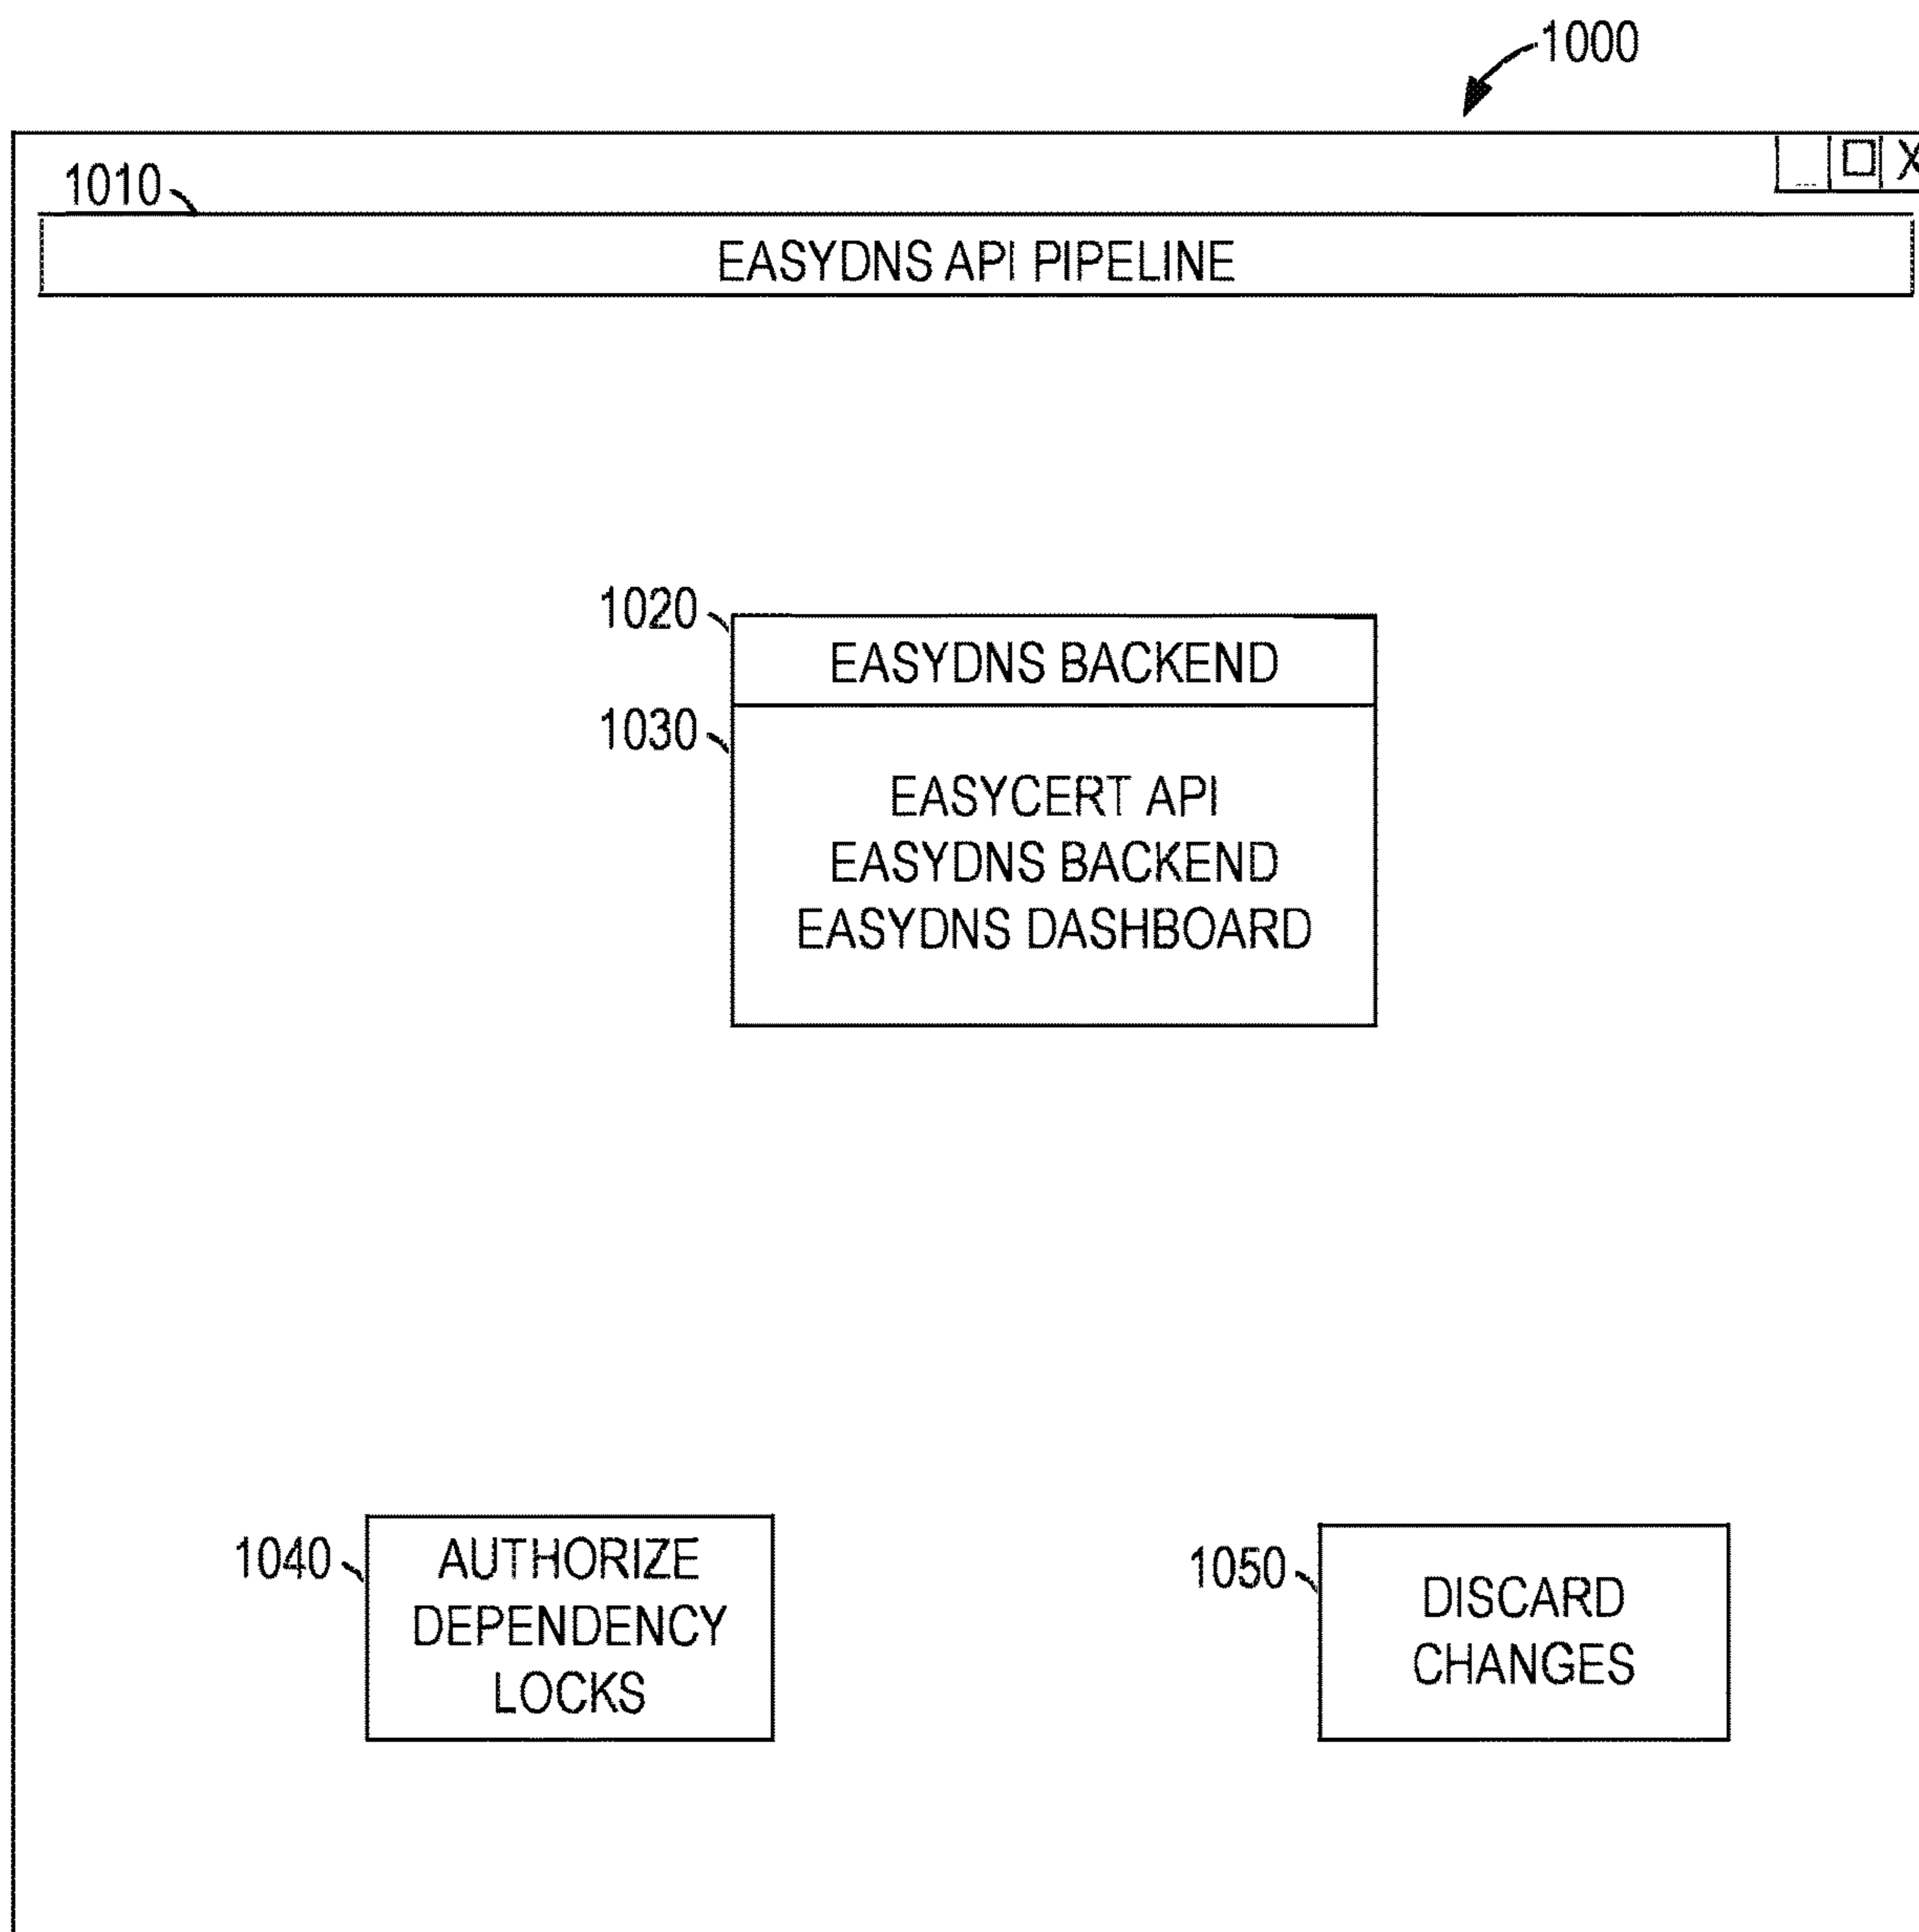 1000
X
1010
EASYDNS API PIPELINE
1020
EASYDNS BACKEND
1030
EASYCERT API
EASYDNS BACKEND
EASYDNS DASHBOARD
1040
AUTHORIZE
DEPENDENCY
LOCKS
1050
DISCARD
CHANGES